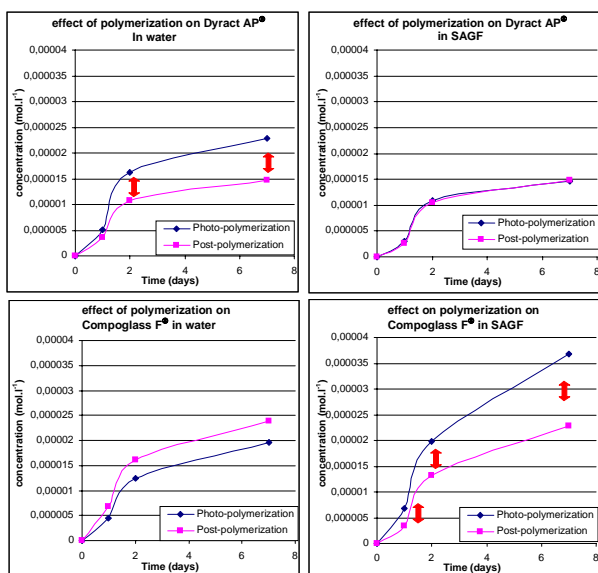 effect of polymerization on Dyract AP®
In water
concentration (mol.l⁻¹)
0,00004
0,000035
0,00003
0,000025
0,00002
0,000015
0,00001
0,000005
0
0 2 4 6 8
Time (days)
Photo-polymerization
Post-polymerization
effect of polymerization on Dyract AP®
in SAGF
concentration (mol.l⁻¹)
0,00004
0,000035
0,00003
0,000025
0,00002
0,000015
0,00001
0,000005
0
0 2 4 6 8
Time (days)
Photo-polymerization
Post-polymerization
effect of polymerization on
Compoglass F® in water
concentration (mol.l⁻¹)
0,00004
0,000035
0,00003
0,000025
0,00002
0,000015
0,00001
0,000005
0
0 2 4 6 8
Time (days)
Photo-polymerization
Post-polymerization
effect on polymerization on
Compoglass F® in SAGF
concentration (mol.l⁻¹)
0,00004
0,000035
0,00003
0,000025
0,00002
0,000015
0,00001
0,000005
0
0 2 4 6 8
Time (days)
Photo-polymerization
Post-polymerization